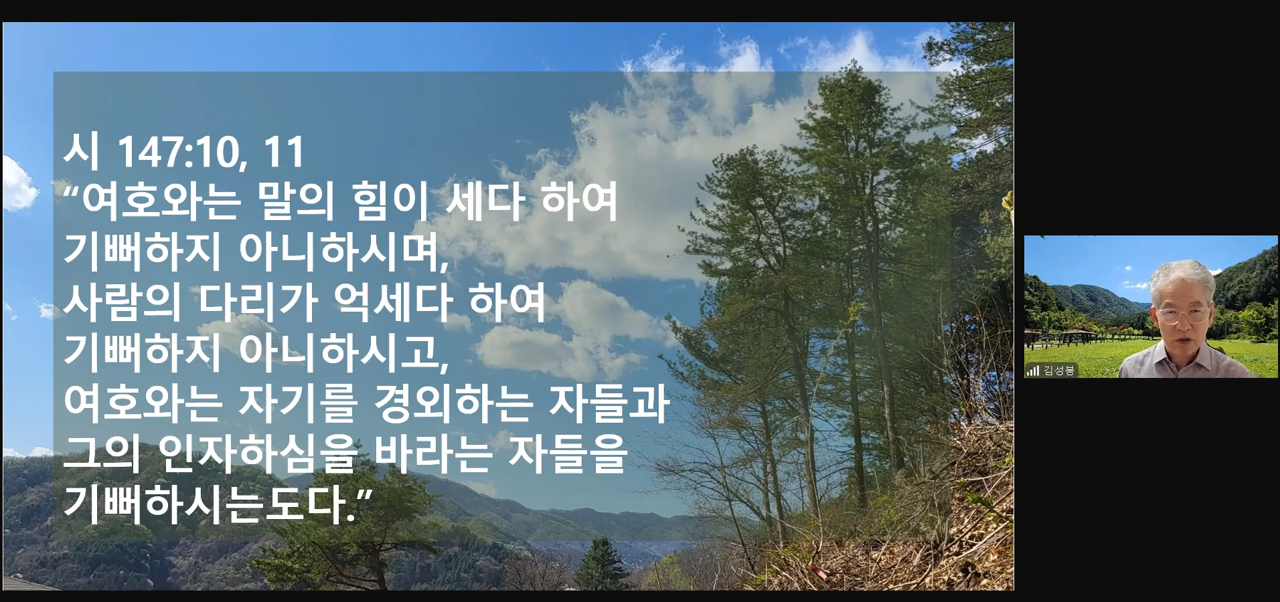 시 147:10, 11
“여호와는 말의 힘이 세다 하여
기뻐하지 아니하시며,
사람의 다리가 억세다 하여
기뻐하지 아니하시고,
여호와는 자기를 경외하는 자들과
그의 인자하심을 바라는 자들을
기뻐하시는도다.”
김성봉